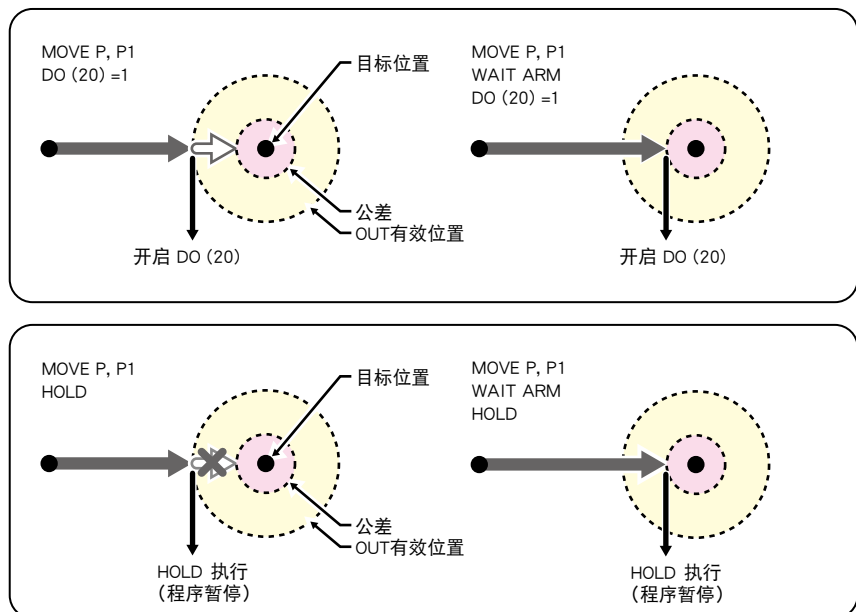 MOVE P, P1
DO (20) =1
目标位置
公差
OUT有效位置
开启 DO (20)
MOVE P, P1
WAIT ARM
DO (20) =1
开启 DO (20)
MOVE P, P1
HOLD
目标位置
公差
OUT有效位置
HOLD 执行
（程序暂停）
MOVE P, P1
WAIT ARM
HOLD
HOLD 执行
（程序暂停）